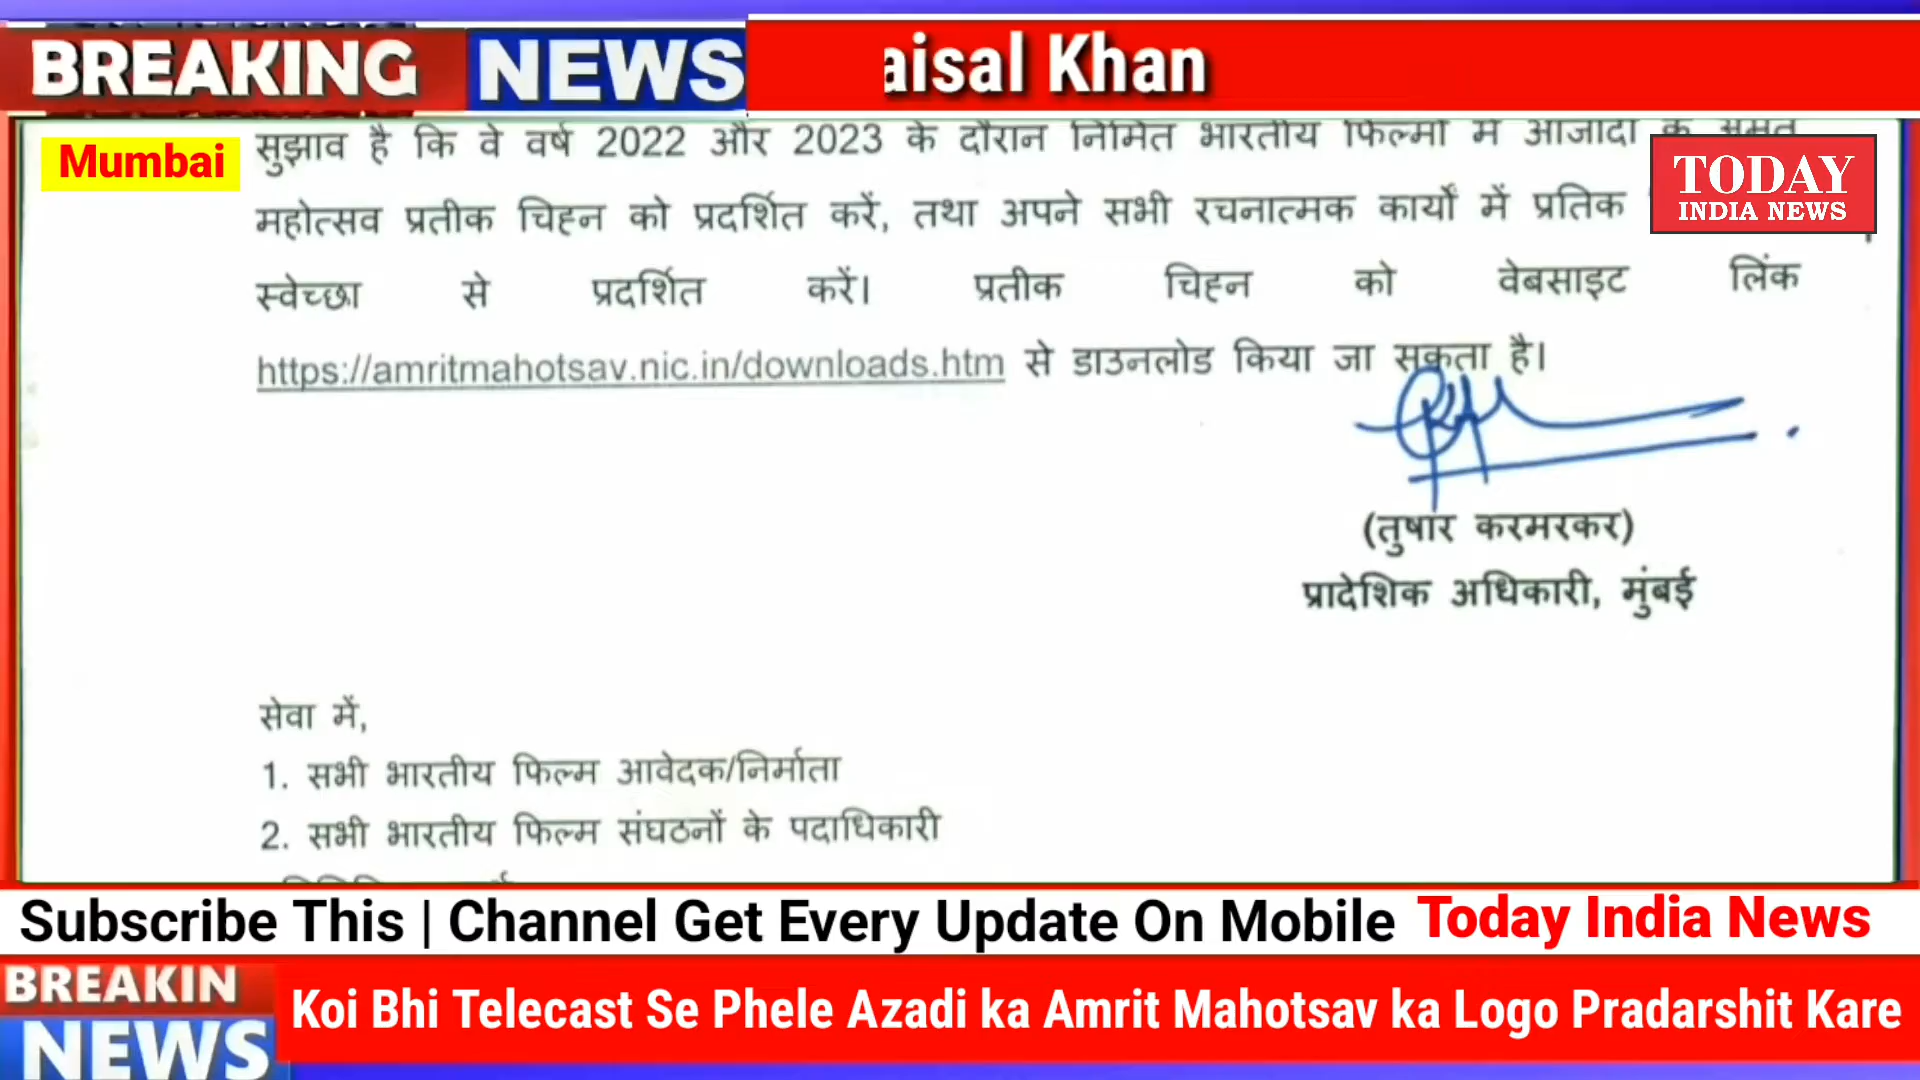 BREAKING NEWS aisal Khan
Mumbai
सुझाव है कि वे वर्ष 2022 और 2023 के दौरान निर्मित भारतीय फिल्मों में आजादी के अमृत
TODAY
INDIA NEWS
महोत्सव प्रतीक चिह्न को प्रदर्शित करें, तथा अपने सभी रचनात्मक कार्यों में प्रतिक
स्वेच्छा से प्रदर्शित करें। प्रतीक चिह्न को वेबसाइट लिंक
https://amritmahotsav.nic.in/downloads.htm से डाउनलोड किया जा सकता है।
(तुषार करमरकर)
प्रादेशिक अधिकारी, मुंबई
सेवा में,
1. सभी भारतीय फिल्म आवेदक/निर्माता
2. सभी भारतीय फिल्म संघठनों के पदाधिकारी
Subscribe This | Channel Get Every Update On Mobile Today India News
BREAKIN
NEWS
Koi Bhi Telecast Se Phele Azadi ka Amrit Mahotsav ka Logo Pradarshit Kare